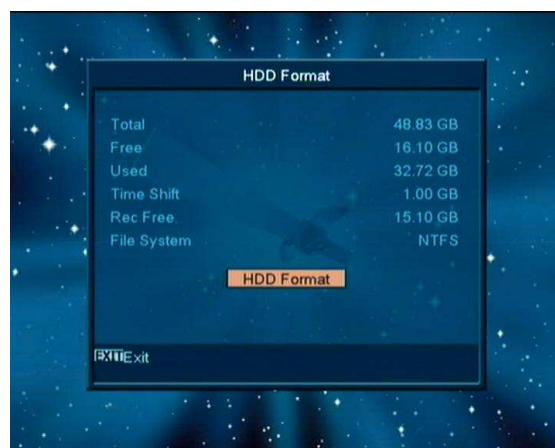 HDD Format
Total 48.83 GB
Free 16.10 GB
Used 32.72 GB
Time Shift 1.00 GB
Rec Free 15.10 GB
File System NTFS
HDD Format
EXIT Exit